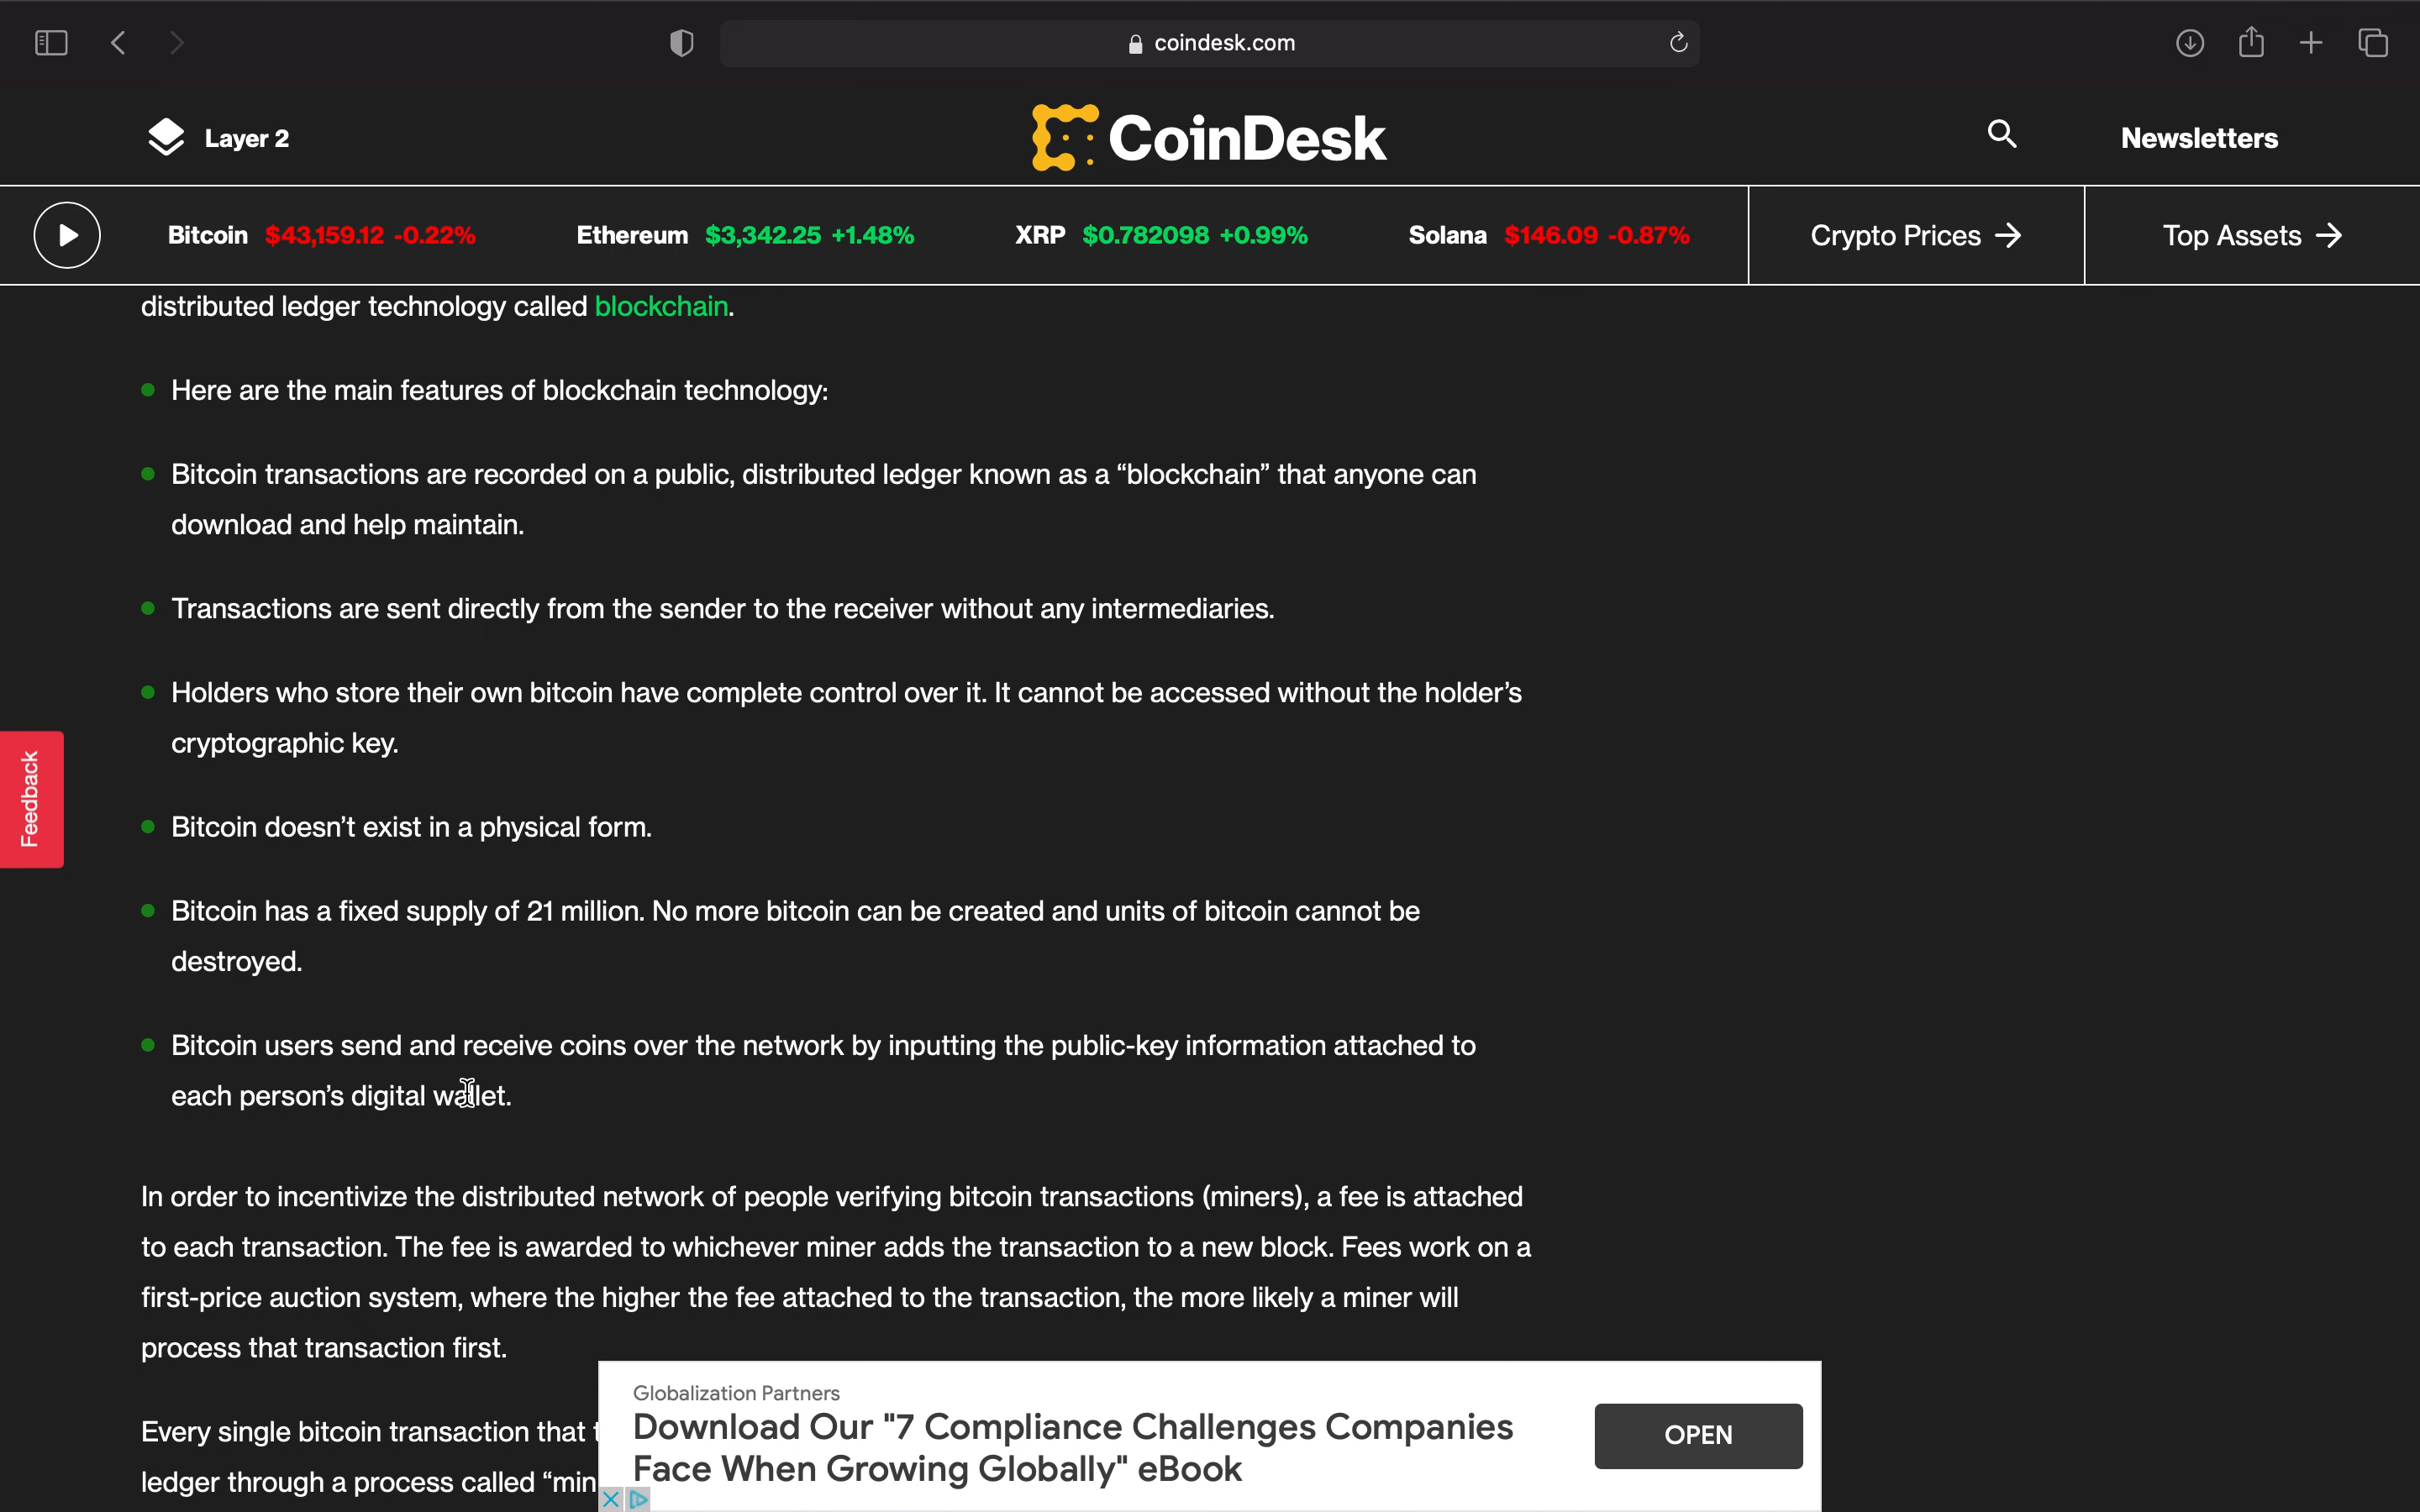 coindesk.com
Layer 2
CoinDesk
Newsletters
Bitcoin $43,159.12 -0.22% Ethereum $3,342.25 +1.48% XRP $0.782098 +0.99% Solana $146.09 -0.87% Crypto Prices → Top Assets →
distributed ledger technology called blockchain.
Here are the main features of blockchain technology:
Bitcoin transactions are recorded on a public, distributed ledger known as a “blockchain” that anyone can
download and help maintain.
Transactions are sent directly from the sender to the receiver without any intermediaries.
Holders who store their own bitcoin have complete control over it. It cannot be accessed without the holder’s
cryptographic key.
Feedback
Bitcoin doesn’t exist in a physical form.
Bitcoin has a fixed supply of 21 million. No more bitcoin can be created and units of bitcoin cannot be
destroyed.
Bitcoin users send and receive coins over the network by inputting the public-key information attached to
each person’s digital wallet.
In order to incentivize the distributed network of people verifying bitcoin transactions (miners), a fee is attached
to each transaction. The fee is awarded to whichever miner adds the transaction to a new block. Fees work on a
first-price auction system, where the higher the fee attached to the transaction, the more likely a miner will
process that transaction first.
Every single bitcoin transaction that
ledger through a process called “min
Globalization Partners
Download Our "7 Compliance Challenges Companies
Face When Growing Globally" eBook
OPEN